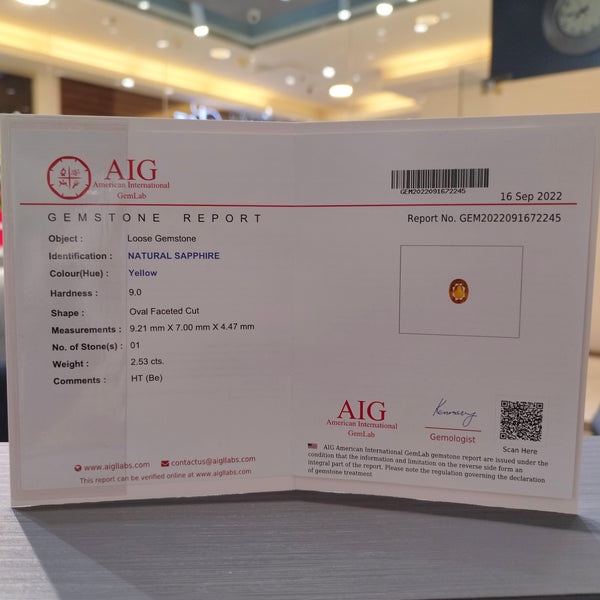 AIG
American International
GemLab
GEM2022091672245
16 Sep 2022
GEMSTONE REPORT
Report No. GEM2022091672245
Object : Loose Gemstone
Identification : NATURAL SAPPHIRE
Colour(Hue) : Yellow
Hardness : 9.0
Shape : Oval Faceted Cut
Measurements : 9.21 mm X 7.00 mm X 4.47 mm
No. of Stone(s) : 01
Weight : 2.53 cts.
Comments : HT (Be)
www.aigllabs.com contactus@aigllabs.com
This report can be verified online at www.aigllabs.com
AIG
American International
GemLab
Gemologist
Scan Here
AIG American International GemLab gemstone report are issued under the
condition that the information and limitation on the reverse side form an
integral part of the report. Please note the regulation governing the declaration
of gemstone treatment